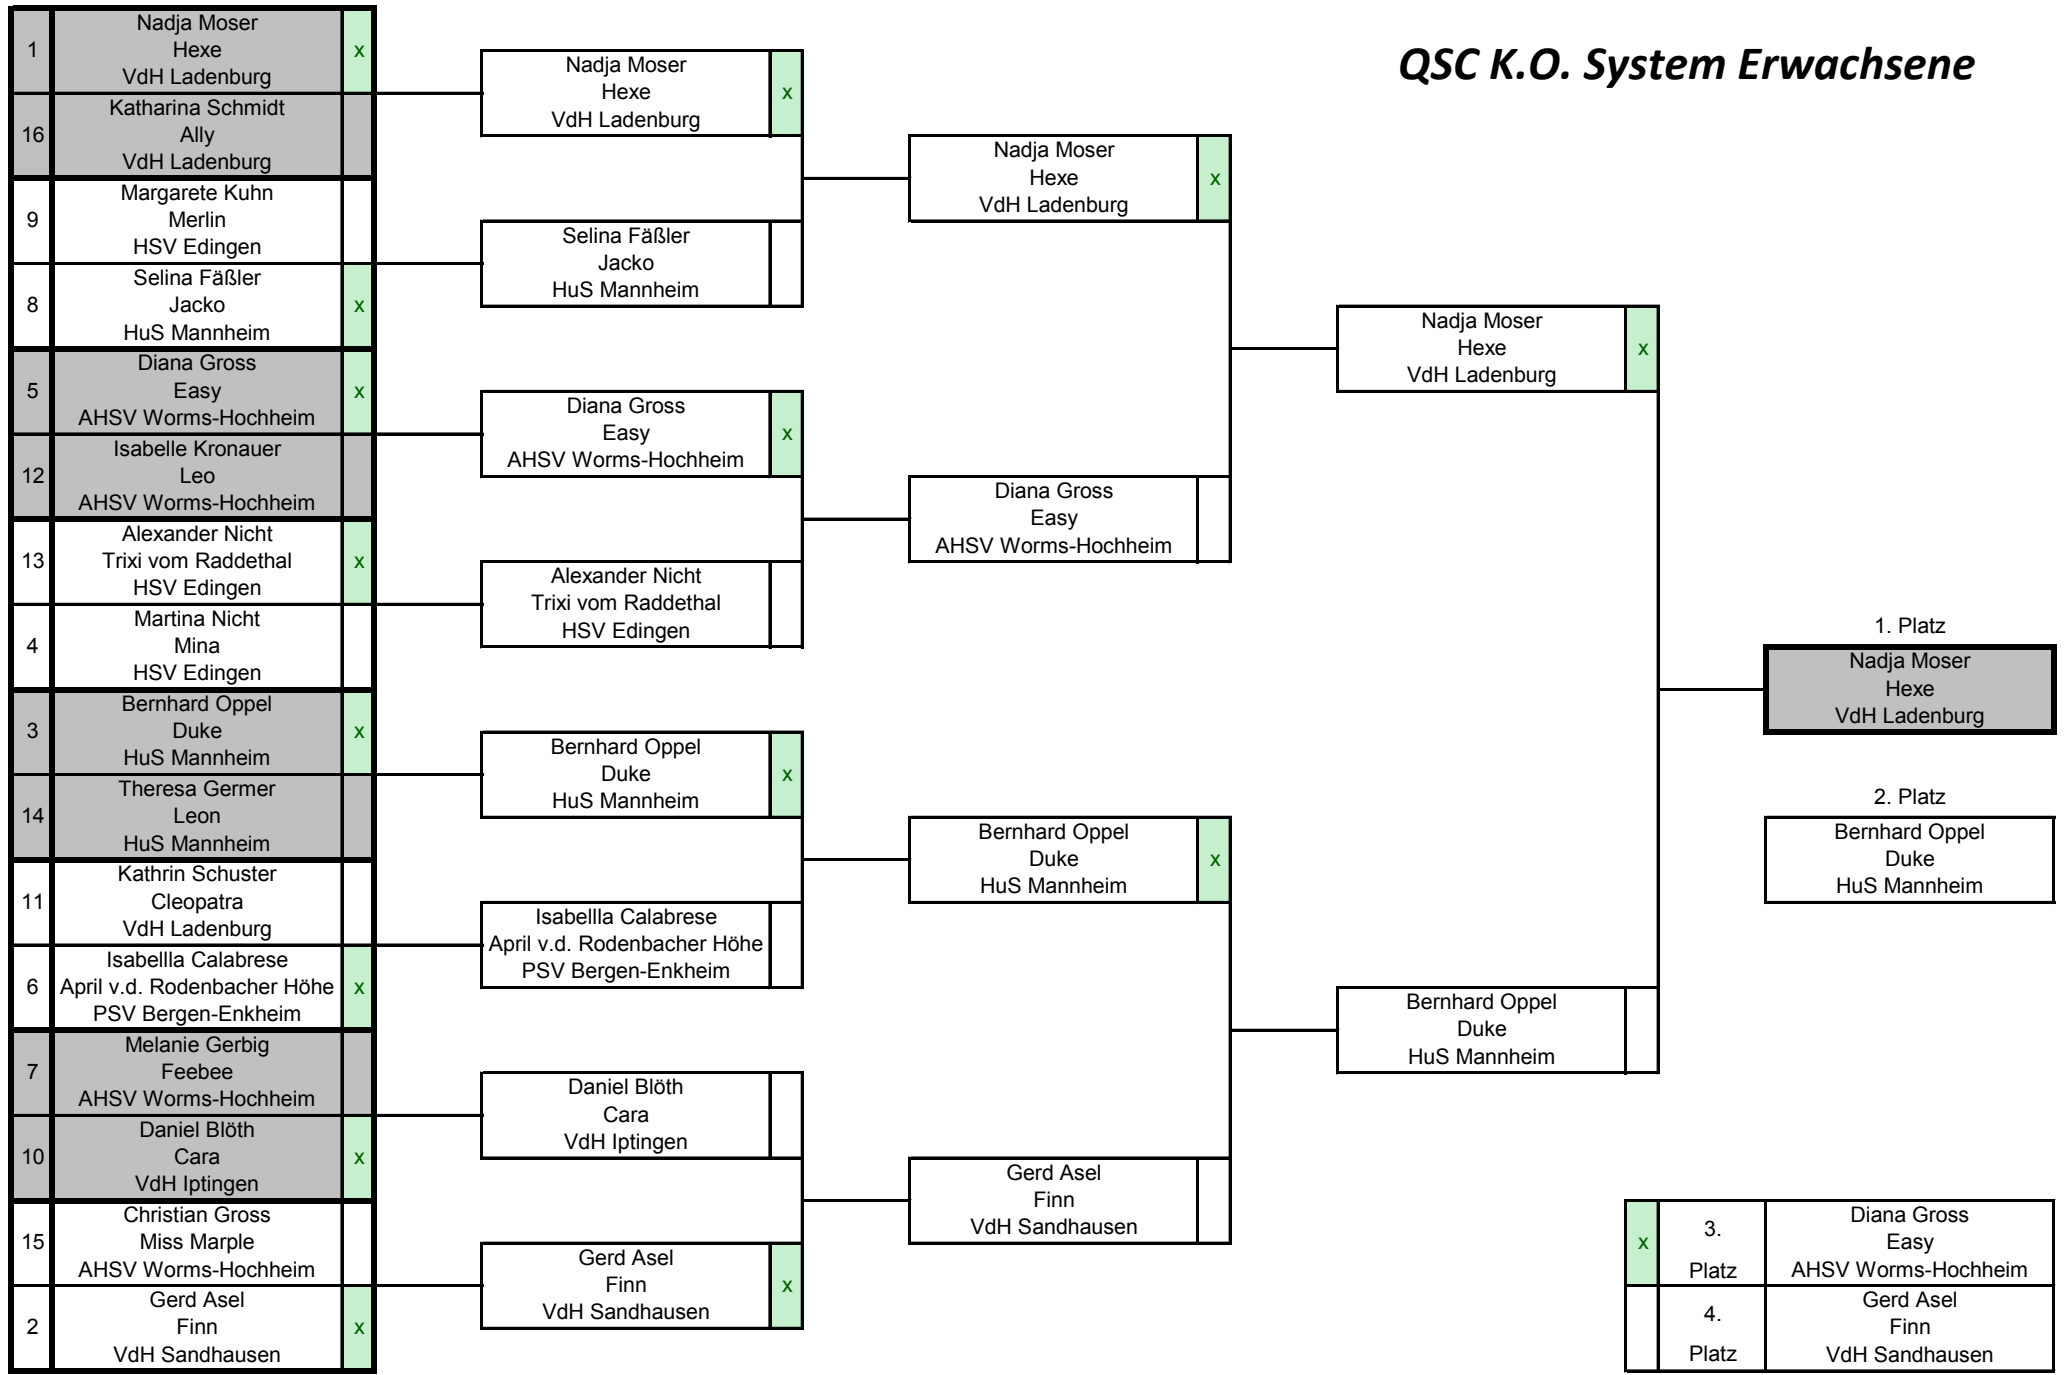 QSC K.O. System Erwachsene
1
Nadja Moser
Hexe
VdH Ladenburg
x
16
Katharina Schmidt
Ally
VdH Ladenburg
9
Margarete Kuhn
Merlin
HSV Edingen
8
Selina Fäßler
Jacko
HuS Mannheim
x
5
Diana Gross
Easy
AHSV Worms-Hochheim
x
12
Isabelle Kronauer
Leo
AHSV Worms-Hochheim
13
Alexander Nicht
Trixi vom Raddethal
HSV Edingen
x
4
Martina Nicht
Mina
HSV Edingen
3
Bernhard Oppel
Duke
HuS Mannheim
x
14
Theresa Germer
Leon
HuS Mannheim
11
Kathrin Schuster
Cleopatra
VdH Ladenburg
6
Isabellla Calabrese
April v.d. Rodenbacher Höhe
PSV Bergen-Enkheim
x
7
Melanie Gerbig
Feebee
AHSV Worms-Hochheim
10
Daniel Blöth
Cara
VdH Iptingen
x
15
Christian Gross
Miss Marple
AHSV Worms-Hochheim
2
Gerd Asel
Finn
VdH Sandhausen
x
Nadja Moser
Hexe
VdH Ladenburg
x
Selina Fäßler
Jacko
HuS Mannheim
Diana Gross
Easy
AHSV Worms-Hochheim
x
Alexander Nicht
Trixi vom Raddethal
HSV Edingen
Bernhard Oppel
Duke
HuS Mannheim
x
Isabellla Calabrese
April v.d. Rodenbacher Höhe
PSV Bergen-Enkheim
Daniel Blöth
Cara
VdH Iptingen
Gerd Asel
Finn
VdH Sandhausen
x
Nadja Moser
Hexe
VdH Ladenburg
x
Diana Gross
Easy
AHSV Worms-Hochheim
Bernhard Oppel
Duke
HuS Mannheim
x
Gerd Asel
Finn
VdH Sandhausen
Nadja Moser
Hexe
VdH Ladenburg
x
Bernhard Oppel
Duke
HuS Mannheim
1. Platz
Nadja Moser
Hexe
VdH Ladenburg
2. Platz
Bernhard Oppel
Duke
HuS Mannheim
x
3.
Platz
Diana Gross
Easy
AHSV Worms-Hochheim
4.
Platz
Gerd Asel
Finn
VdH Sandhausen